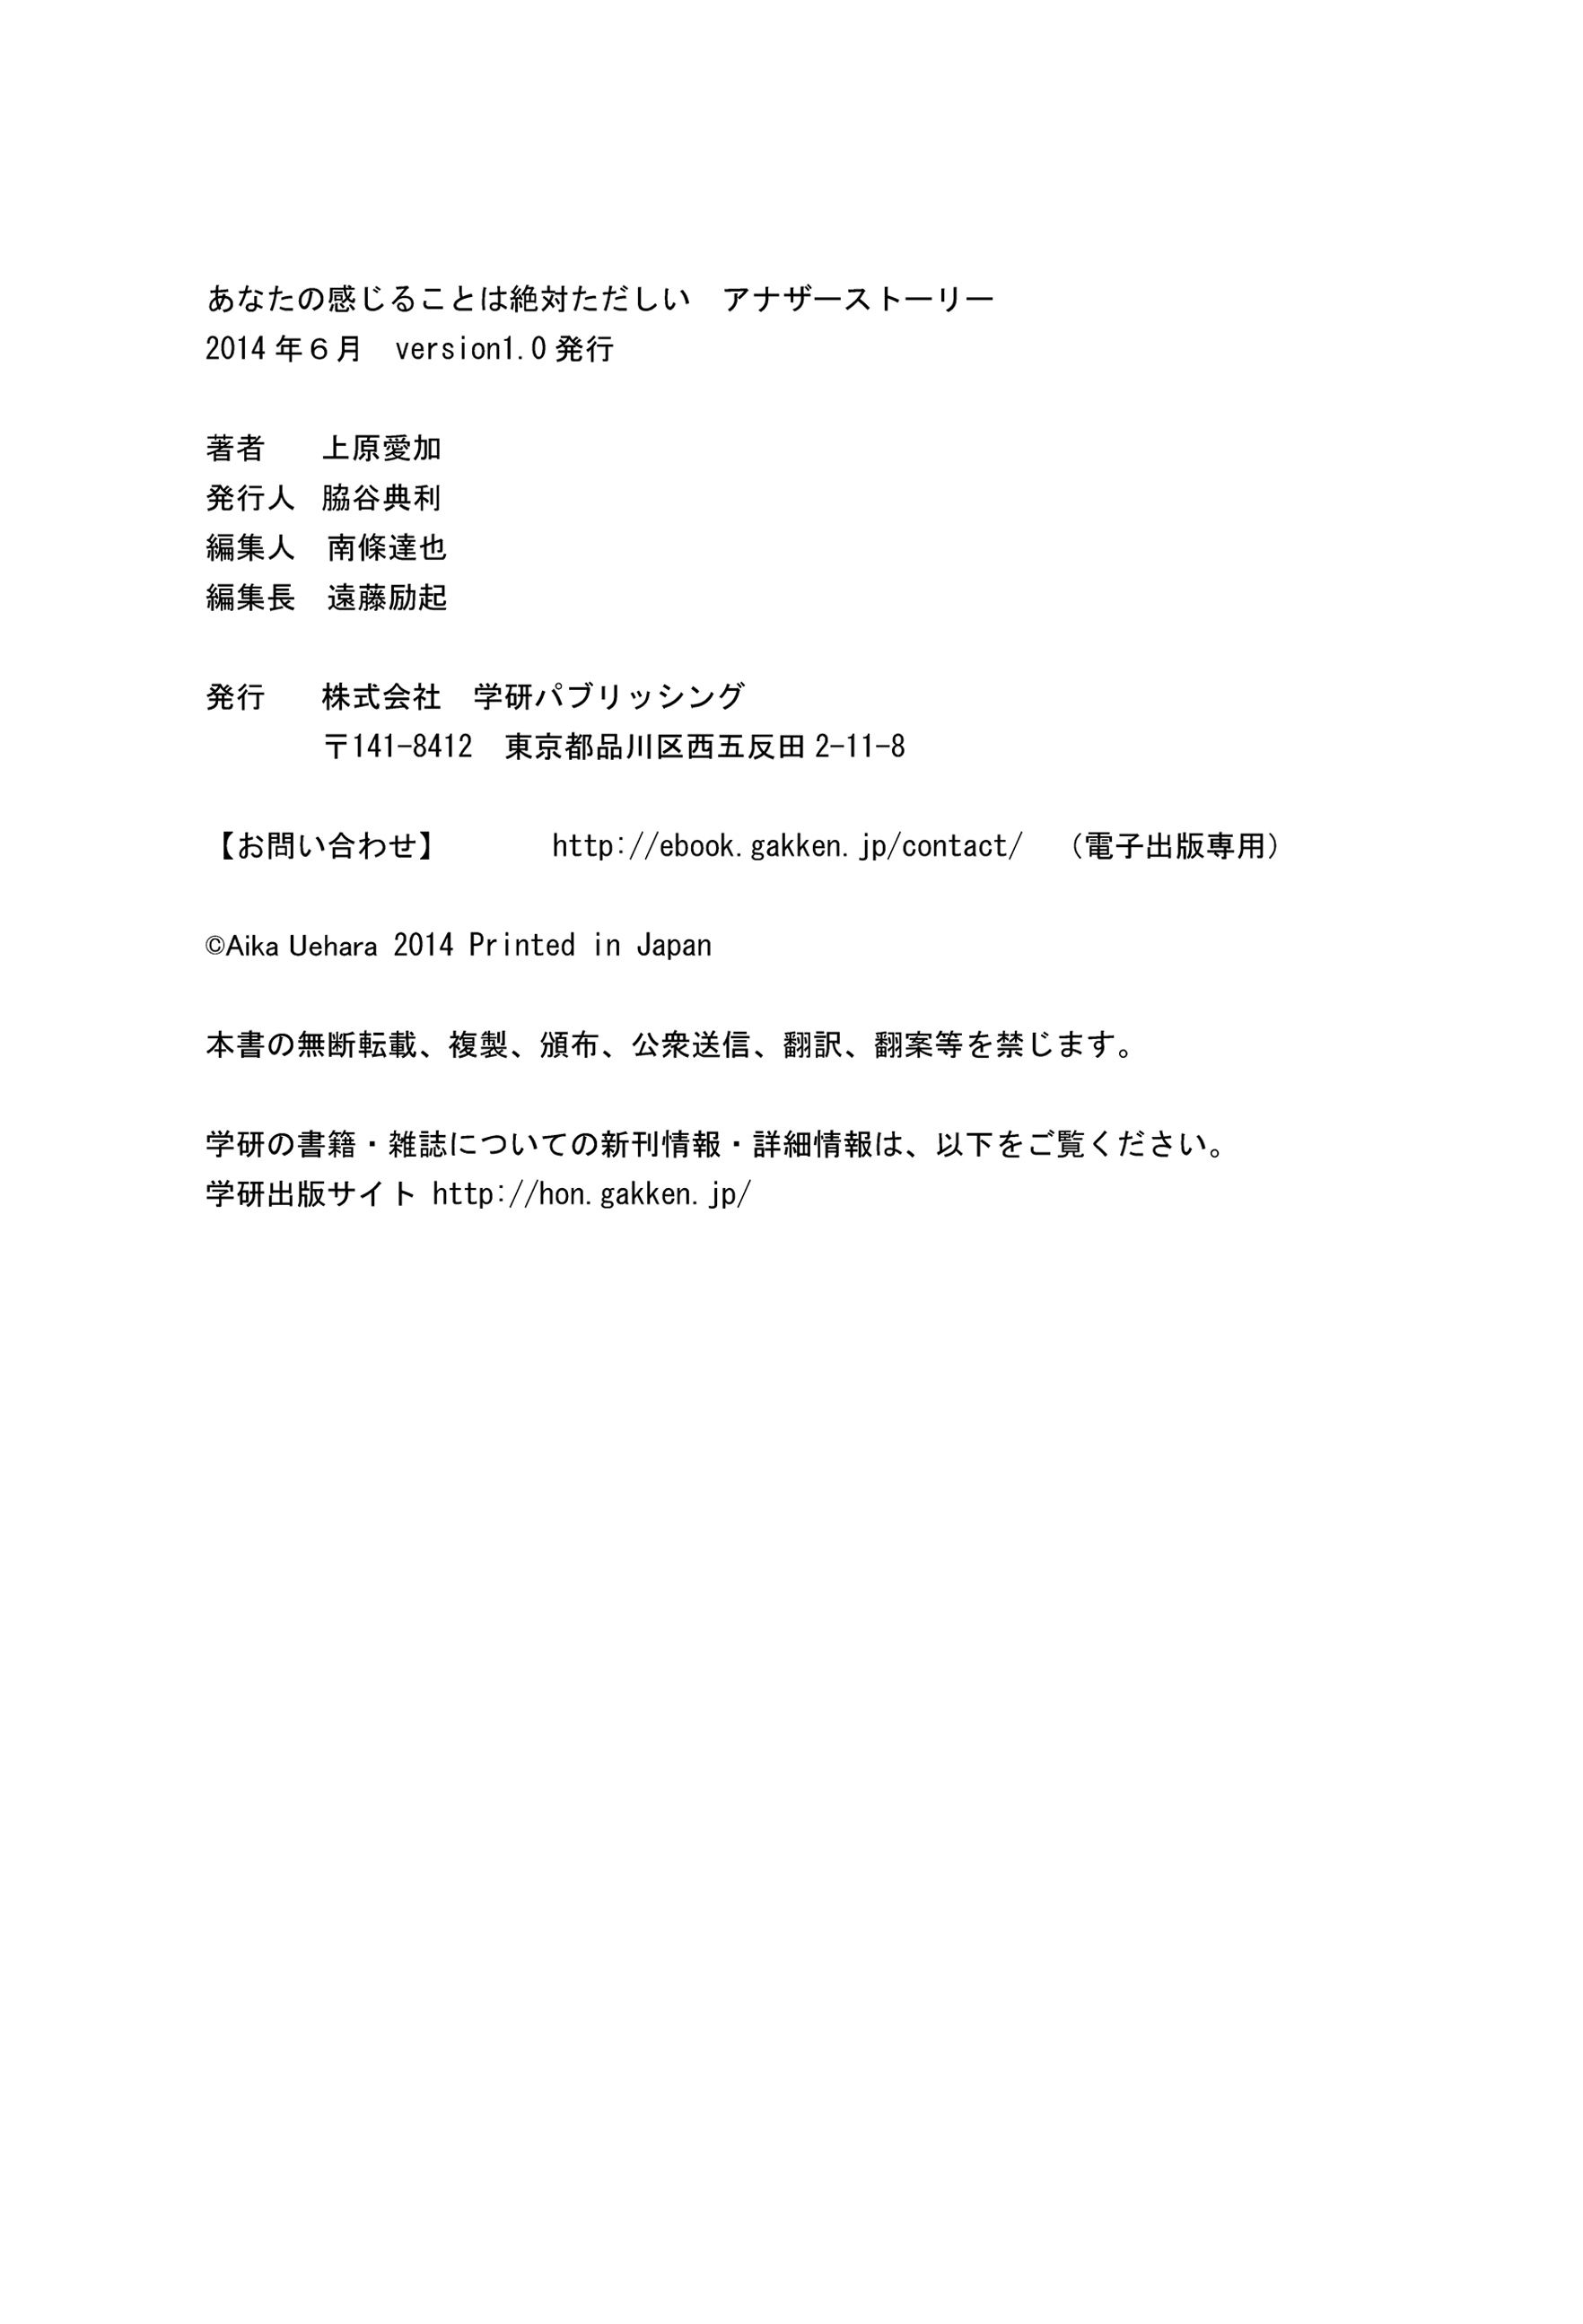 あなたの感じることは絶対ただしい　アナザーストーリー
2014年６月　version1.0発行
著者　　上原愛加
発行人　脇谷典利
編集人　南條達也
編集長　遠藤励起
発行　　株式会社　学研パブリッシング
〒141-8412　東京都品川区西五反田2-11-8
【お問い合わせ】　　　http://ebook.gakken.jp/contact/　（電子出版専用）
©Aika Uehara 2014 Printed in Japan
本書の無断転載、複製、頒布、公衆送信、翻訳、翻案等を禁じます。
学研の書籍・雑誌についての新刊情報・詳細情報は、以下をご覧ください。
学研出版サイト http://hon.gakken.jp/